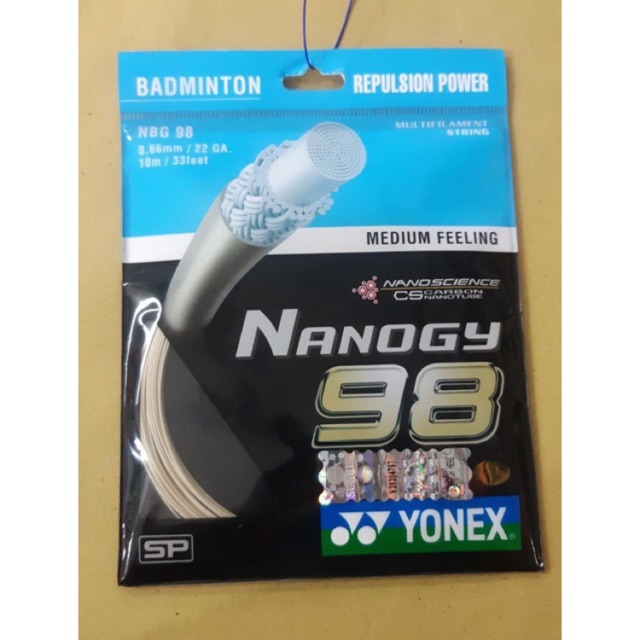 BADMINTON
REPULSION POWER
NBG 98
0.66mm / 22 GA.
10m / 33feet
MULTIFILAMENT
STRING
MEDIUM FEELING
NANOSCIENCE
CS CARBON
NANOTUBE
NANOGY
98
YONEX®
SP